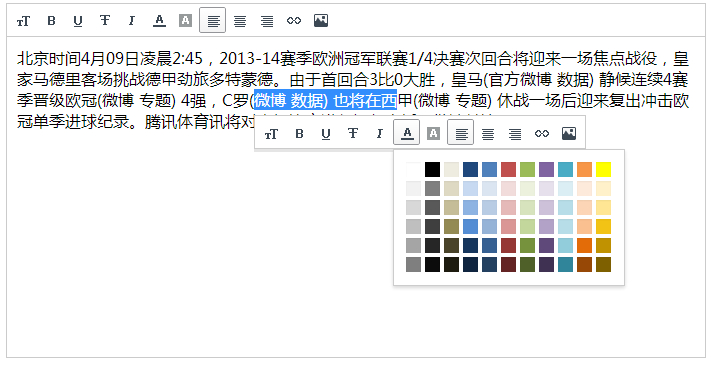 тT B U T I A A
北京时间4月09日凌晨2:45，2013-14赛季欧洲冠军联赛1/4决赛次回合将迎来一场焦点战役，皇
家马德里客场挑战德甲劲旅多特蒙德。由于首回合3比0大胜，皇马(官方微博 数据) 静候连续4赛
季晋级欧冠(微博 专题) 4强，C罗(微博 数据) 也将在西甲(微博 专题) 休战一场后迎来复出冲击欧
冠单季进球纪录。腾讯体育讯将对
тT B U T I A A